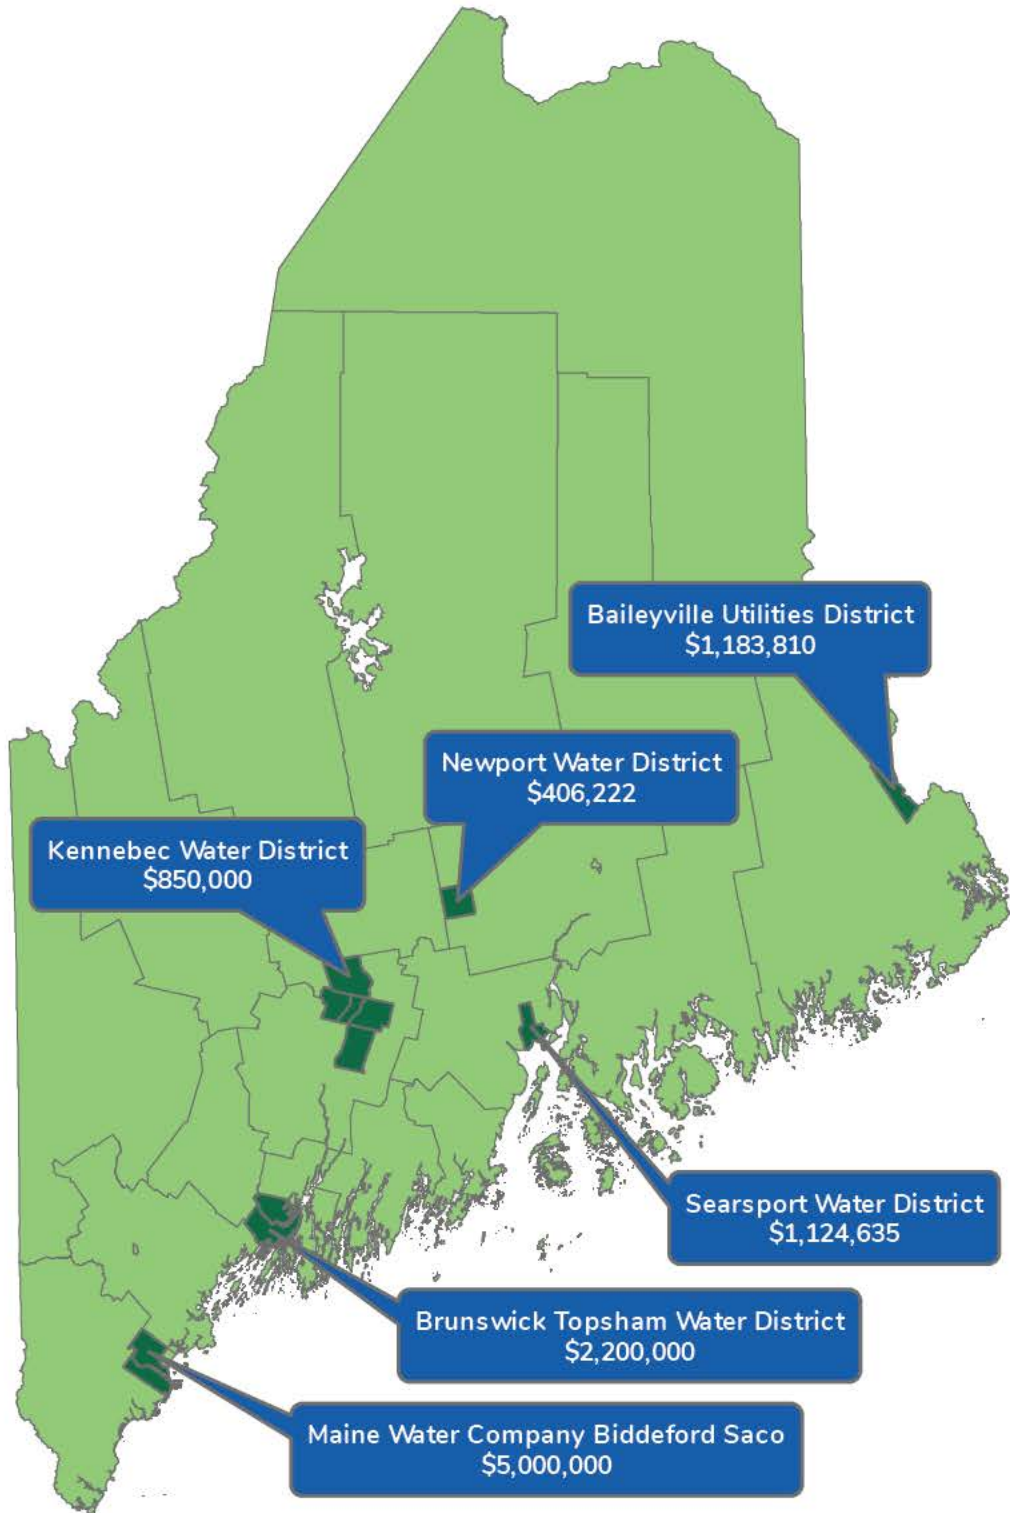 Baileyville Utilities District
$1,183,810
Newport Water District
$406,222
Kennebec Water District
$850,000
Searsport Water District
$1,124,635
Brunswick Topsham Water District
$2,200,000
Maine Water Company Biddeford Saco
$5,000,000